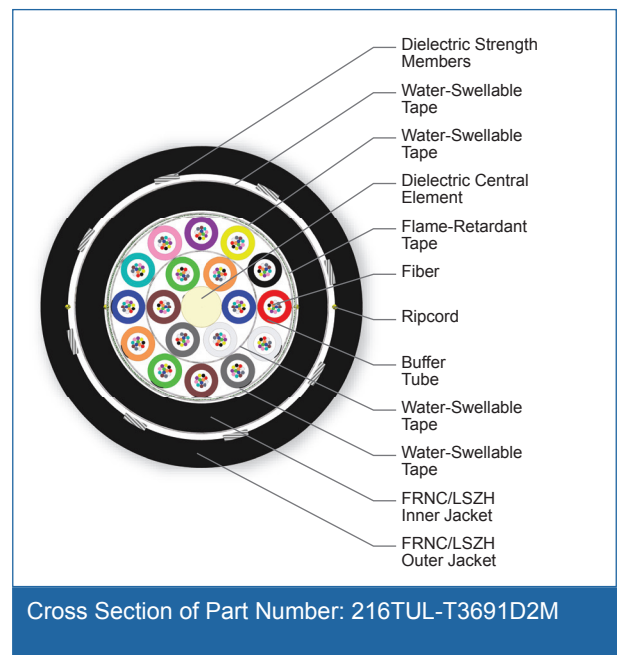 Dielectric Strength
Members
Water-Swellable
Tape
Water-Swellable
Tape
Dielectric Central
Element
Flame-Retardant
Tape
Fiber
Ripcord
Buffer
Tube
Water-Swellable
Tape
Water-Swellable
Tape
FRNC/LSZH
Inner Jacket
FRNC/LSZH
Outer Jacket
Cross Section of Part Number: 216TUL-T3691D2M